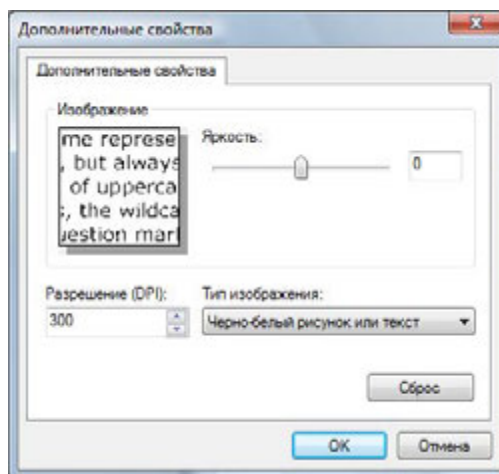 Дополнительные свойства
Дополнительные свойства
Изображение
me represe
, but always
of upperca
s, the wildca
uestion mark
Яркость:
0
Разрешение (DPI):
300
Тип изображения:
Черно-белый рисунок или текст
Сброс
OK
Отмена